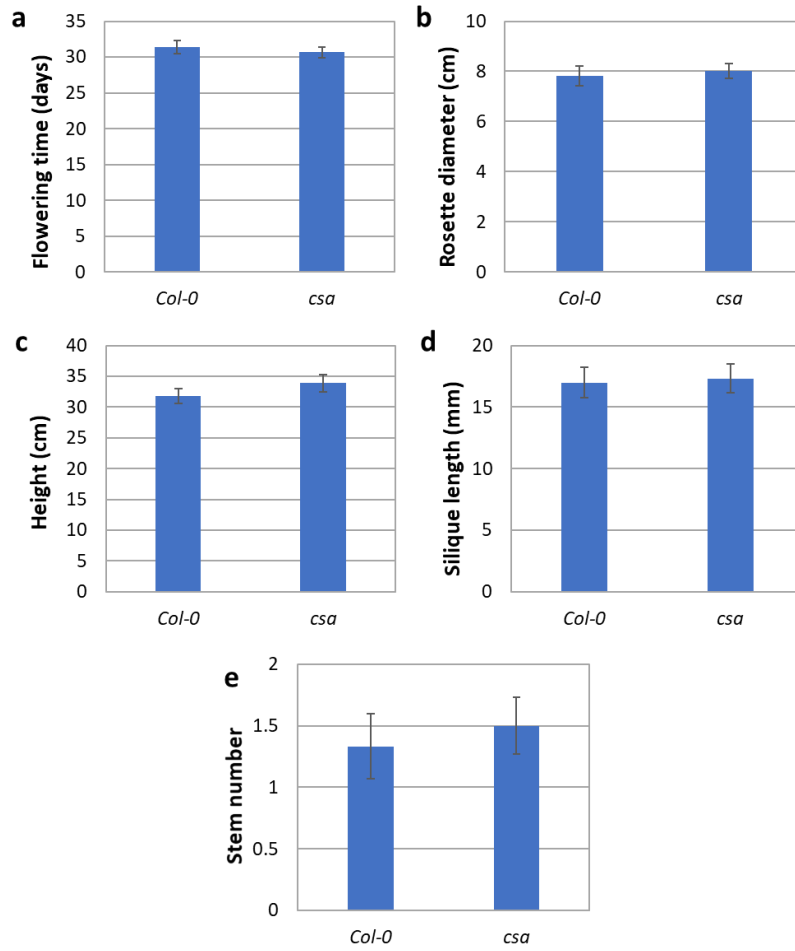 a
Flowering time (days)
35
30
25
20
15
10
5
0
Col-0 csa
b
Rosette diameter (cm)
10
8
6
4
2
0
Col-0 csa
c
Height (cm)
40
35
30
25
20
15
10
5
0
Col-0 csa
d
Silique length (mm)
20
15
10
5
0
Col-0 csa
e
Stem number
2
1.5
1
0.5
0
Col-0 csa